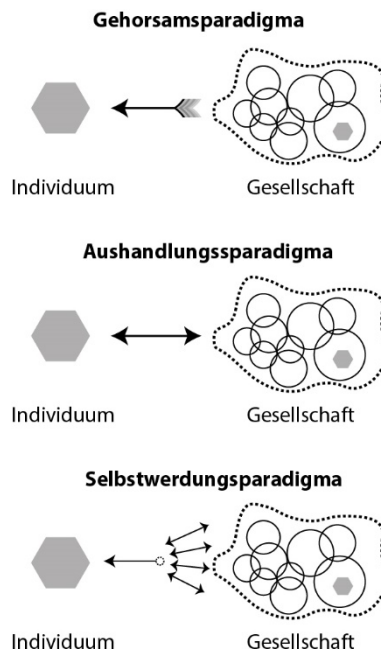 Gehorsamsparadigma
Individuum Gesellschaft
Aushandlungssparadigma
Individuum Gesellschaft
Selbstwerdungsparadigma
Individuum Gesellschaft